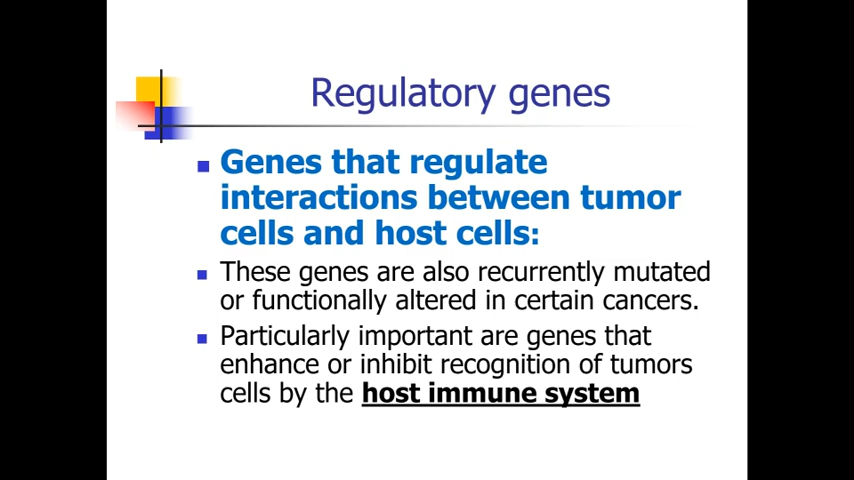 Regulatory genes
Genes that regulate
interactions between tumor
cells and host cells:
These genes are also recurrently mutated
or functionally altered in certain cancers.
Particularly important are genes that
enhance or inhibit recognition of tumors
cells by the host immune system